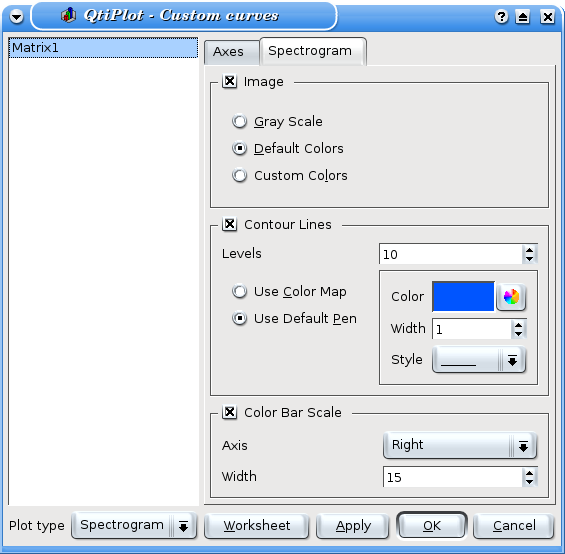 QtiPlot - Custom curves
Matrix1
Axes
Spectrogram
Image
Gray Scale
Default Colors
Custom Colors
Contour Lines
Levels
10
Use Color Map
Use Default Pen
Color
Width
1
Style
Color Bar Scale
Axis
Right
Width
15
Plot type
Spectrogram
Worksheet
Apply
OK
Cancel